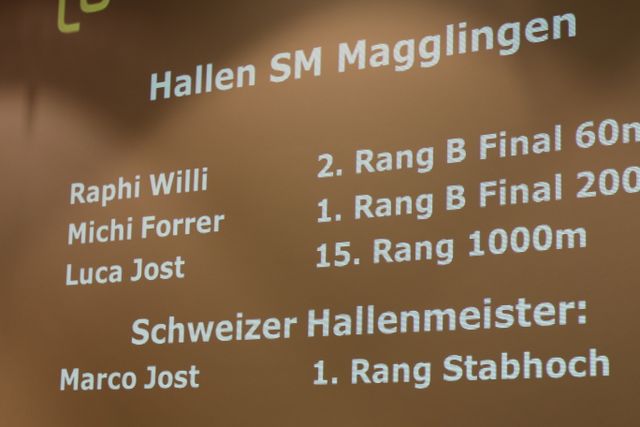 Hallen SM Magglingen
Raphi Willi 2. Rang B Final 60m
Michi Forrer 1. Rang B Final 200
Luca Jost 15. Rang 1000m
Schweizer Hallenmeister:
Marco Jost 1. Rang Stabhoch